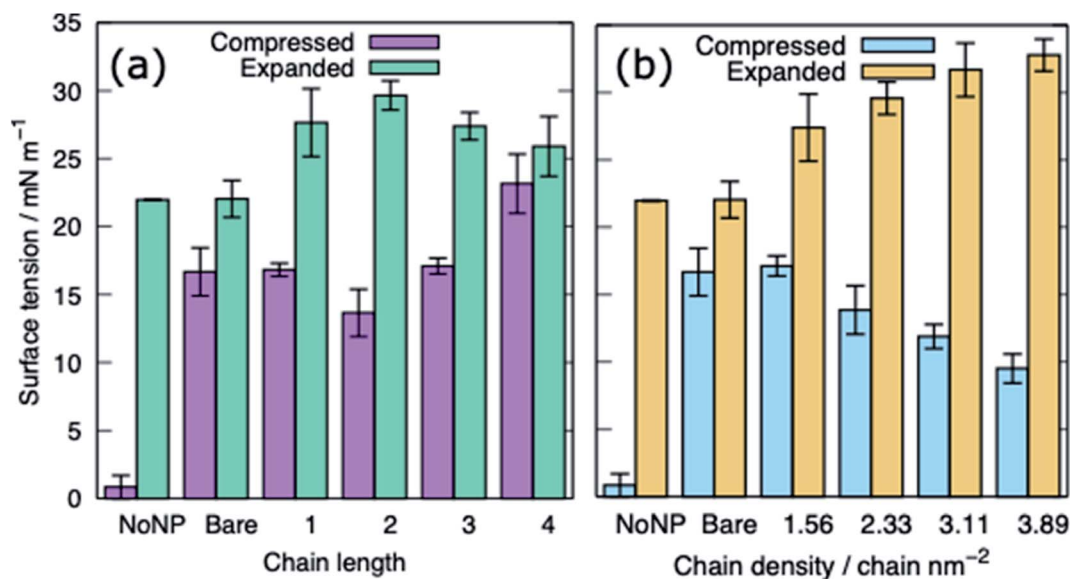 35
30
25
20
15
10
5
0
Surface tension / mN m⁻¹
(a)
Compressed
Expanded
NoNP Bare 1 2 3 4
Chain length
(b)
Compressed
Expanded
NoNP Bare 1.56 2.33 3.11 3.89
Chain density / chain nm⁻²